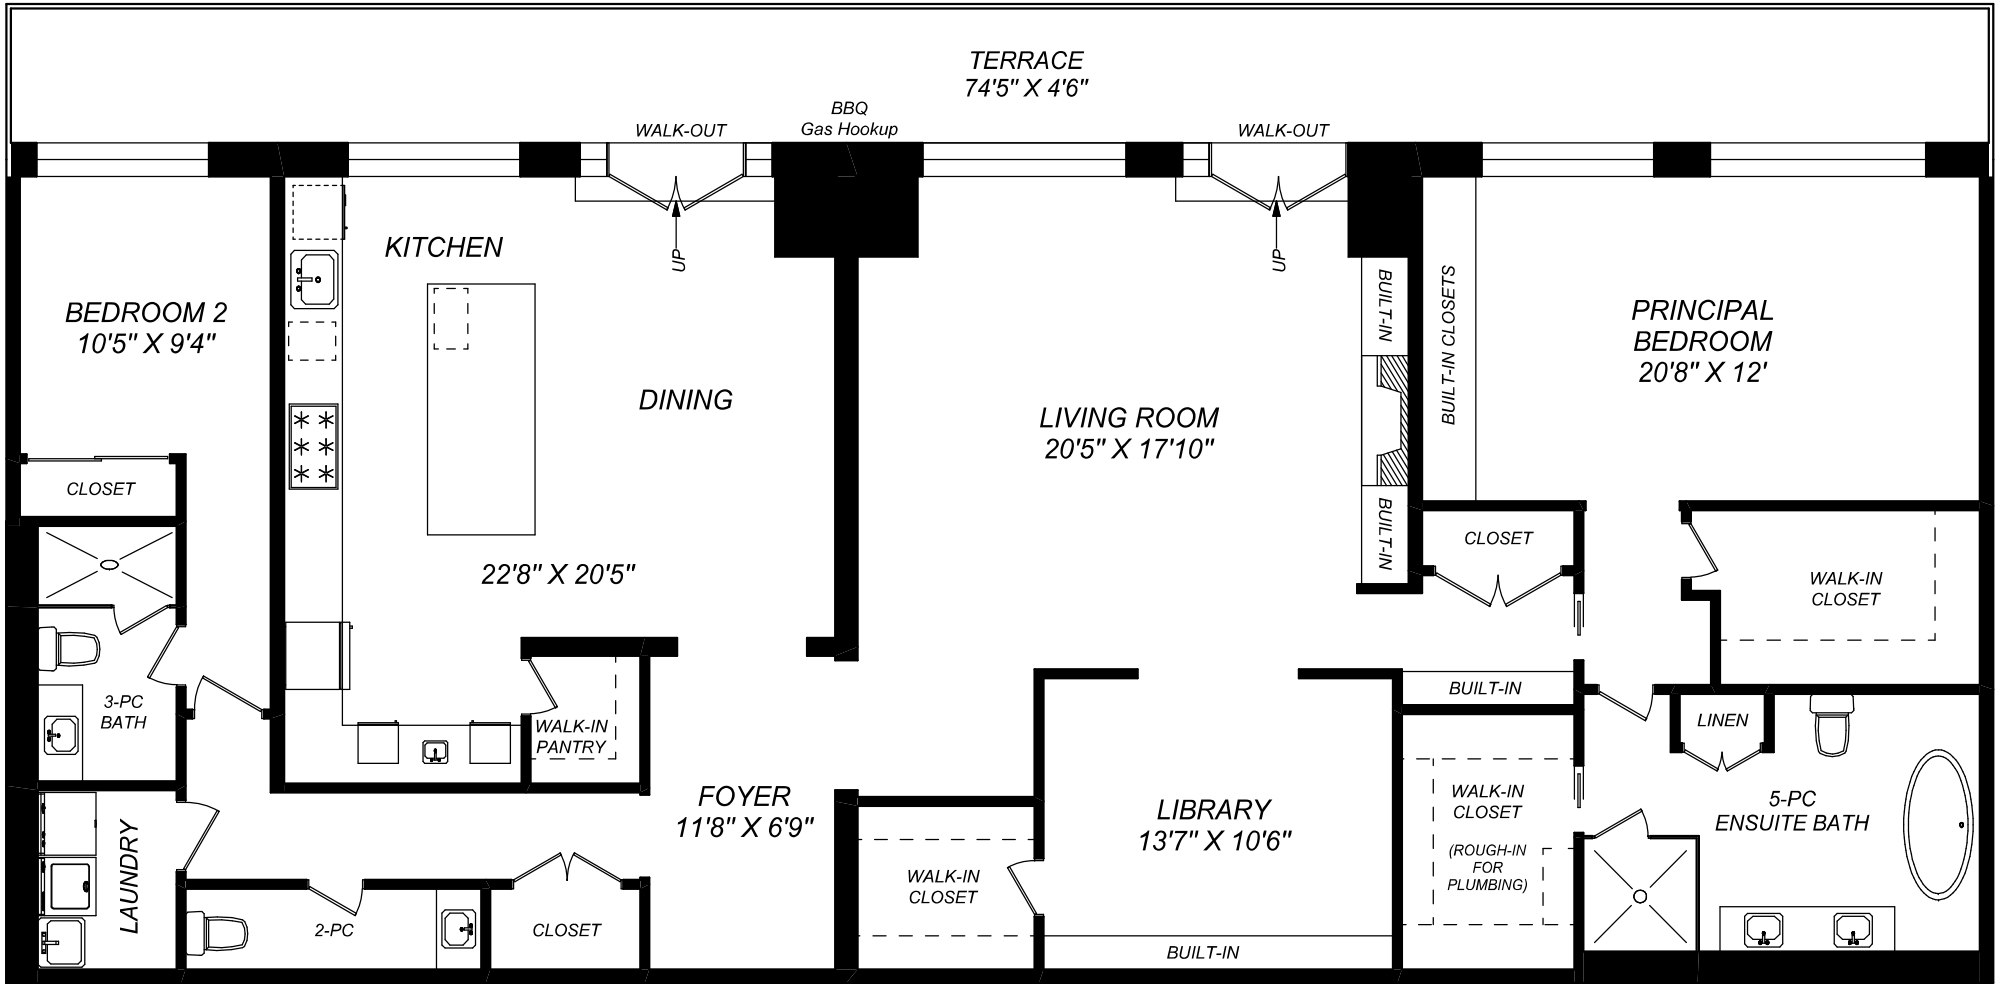 TERRACE
74'5" X 4'6"
BBQ
Gas Hookup
WALK-OUT
WALK-OUT
UP
UP
KITCHEN
BEDROOM 2
10'5" X 9'4"
DINING
22'8" X 20'5"
LIVING ROOM
20'5" X 17'10"
BUILT-IN
BUILT-IN
BUILT-IN CLOSETS
PRINCIPAL
BEDROOM
20'8" X 12'
CLOSET
CLOSET
WALK-IN
CLOSET
3-PC
BATH
WALK-IN
PANTRY
BUILT-IN
LINEN
FOYER
11'8" X 6'9"
LIBRARY
13'7" X 10'6"
WALK-IN
CLOSET
(ROUGH-IN
FOR
PLUMBING)
5-PC
ENSUITE BATH
LAUNDRY
WALK-IN
CLOSET
2-PC
CLOSET
BUILT-IN